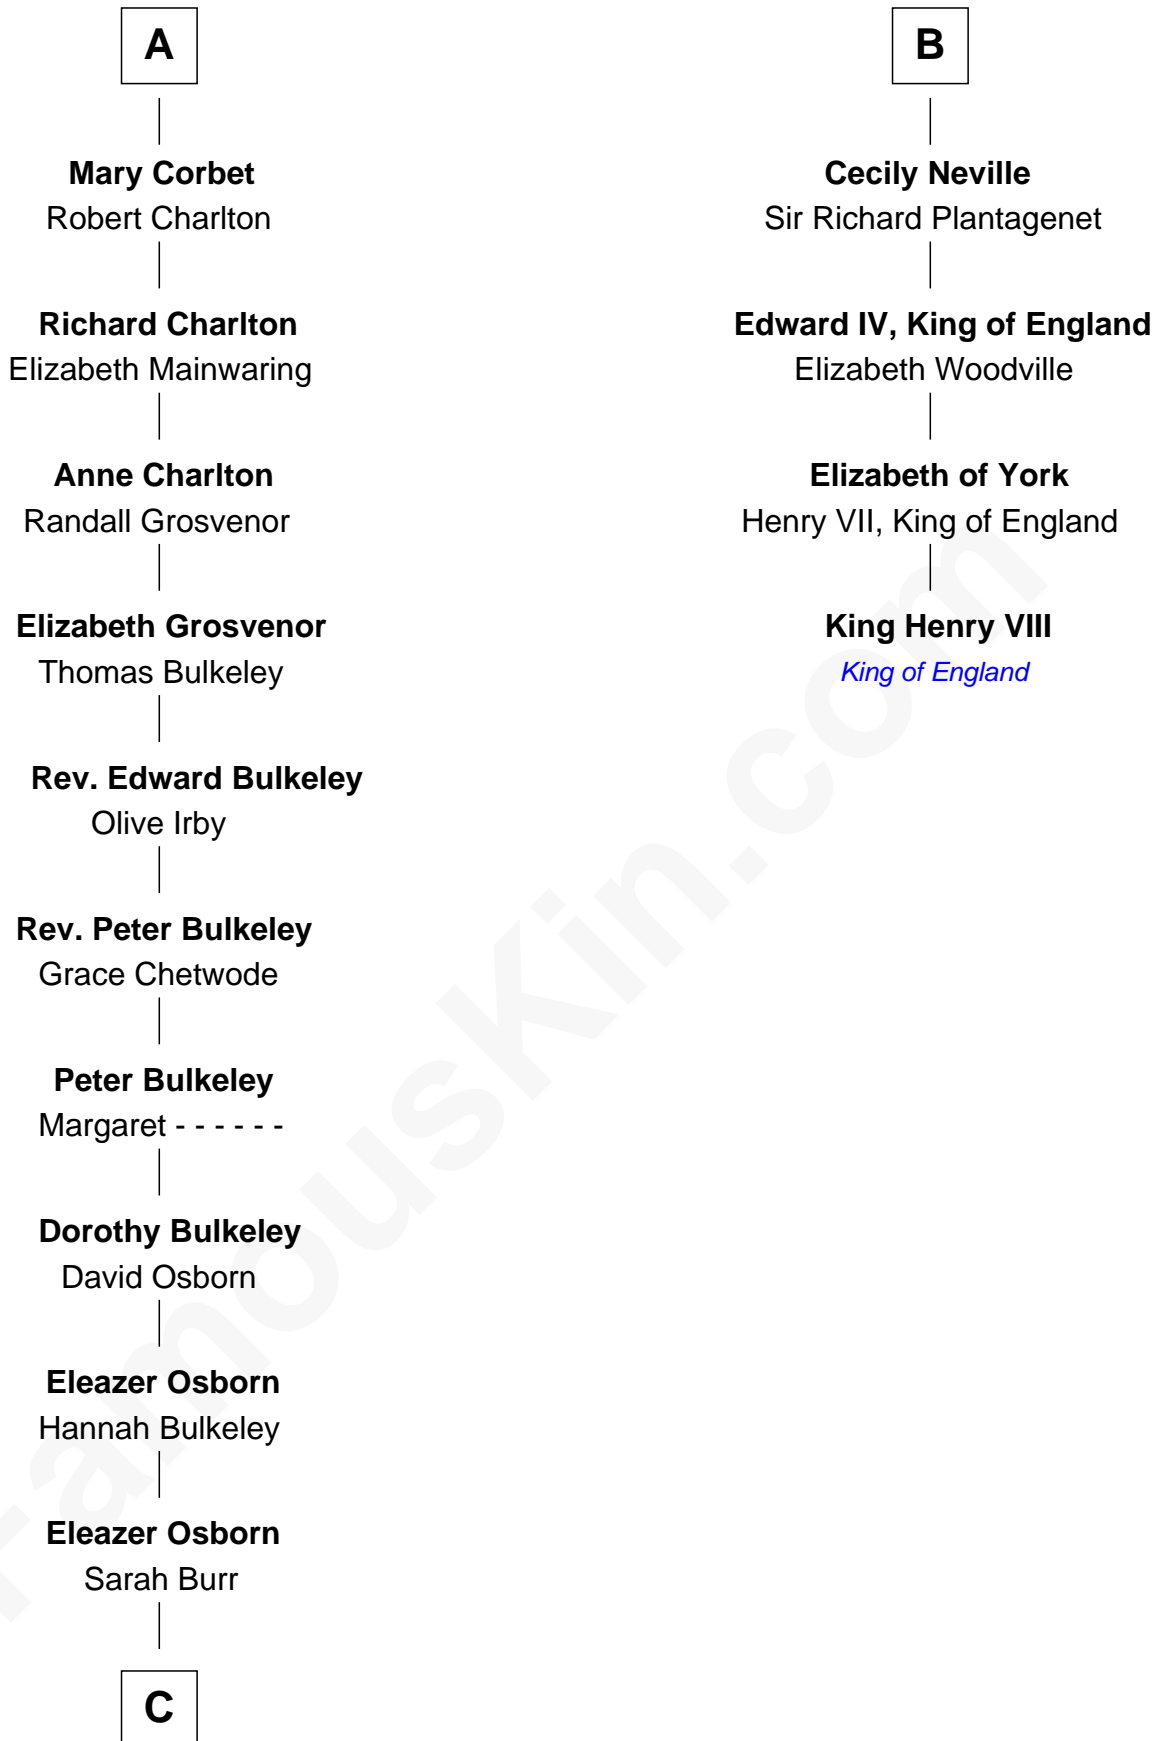 A
Mary Corbet
Robert Charlton
Richard Charlton
Elizabeth Mainwaring
Anne Charlton
Randall Grosvenor
Elizabeth Grosvenor
Thomas Bulkeley
Rev. Edward Bulkeley
Olive Irby
Rev. Peter Bulkeley
Grace Chetwode
Peter Bulkeley
Margaret - - - - - -
Dorothy Bulkeley
David Osborn
Eleazer Osborn
Hannah Bulkeley
Eleazer Osborn
Sarah Burr
C
B
Cecily Neville
Sir Richard Plantagenet
Edward IV, King of England
Elizabeth Woodville
Elizabeth of York
Henry VII, King of England
King Henry VIII
King of England
FamousKin.com